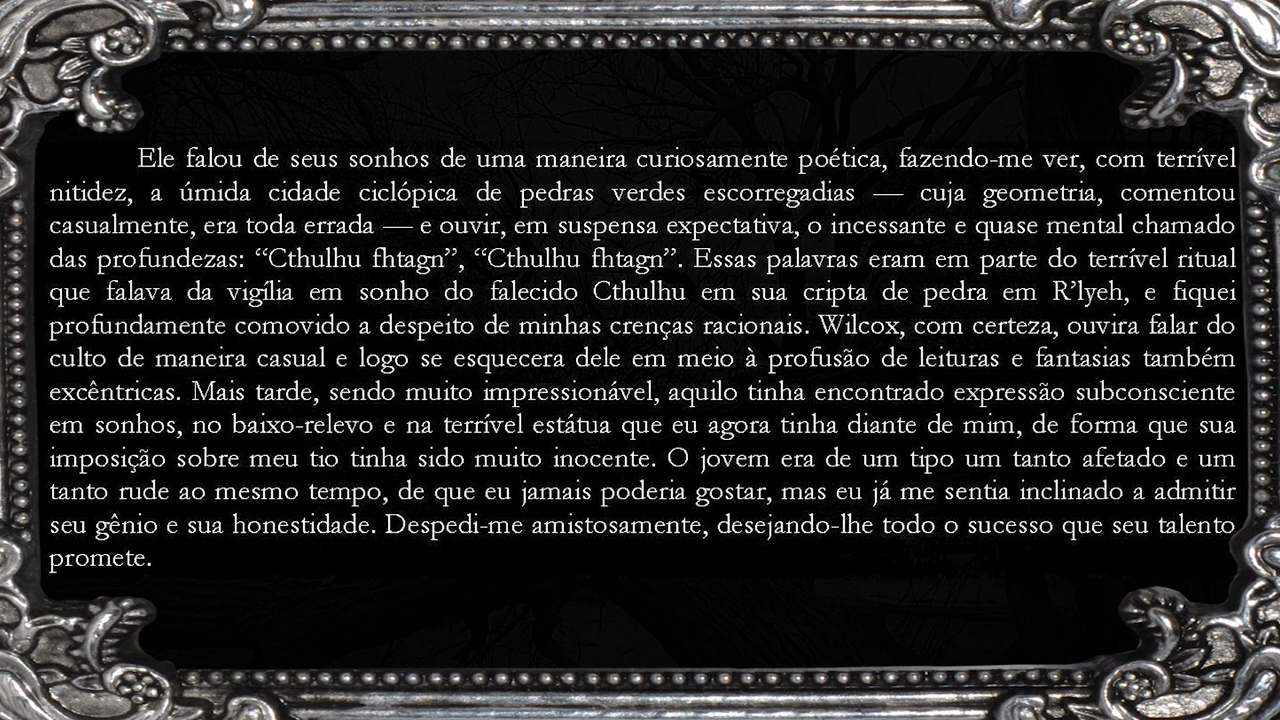 Ele falou de seus sonhos de uma maneira curiosamente poética, fazendo-me ver, com terrível
nitidez, a úmida cidade ciclópica de pedras verdes escorregadias — cuja geometria, comentou
casualmente, era toda errada — e ouvir, em suspensa expectativa, o incessante e quase mental chamado
das profundezas: “Cthulhu fhtagn”, “Cthulhu fhtagn”. Essas palavras eram em parte do terrível ritual
que falava da vigília em sonho do falecido Cthulhu em sua cripta de pedra em R’lyeh, e fiquei
profundamente comovido a despeito de minhas crenças racionais. Wilcox, com certeza, ouvira falar do
culto de maneira casual e logo se esquecera dele em meio à profusão de leituras e fantasias também
excêntricas. Mais tarde, sendo muito impressionável, aquilo tinha encontrado expressão subconsciente
em sonhos, no baixo-relevo e na terrível estátua que eu agora tinha diante de mim, de forma que sua
imposição sobre meu tio tinha sido muito inocente. O jovem era de um tipo um tanto afetado e um
tanto rude ao mesmo tempo, de que eu jamais poderia gostar, mas eu já me sentia inclinado a admitir
seu gênio e sua honestidade. Despedi-me amistosamente, desejando-lhe todo o sucesso que seu talento
promete.